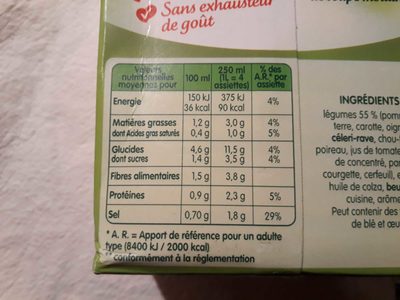 Sans exhausteur
de goût
Valeurs
nutritionnelles
moyennes pour
100 ml
250 ml
(1L = 4
assiettes)
% des
A.R.* par
assiette
Energie
150 kJ
36 kcal
375 kJ
90 kcal
4%
Matières grasses 1,2 g 3,0 g 4%
dont Acides gras saturés 0,4 g 1,0 g 5%
Glucides 4,6 g 11,5 g 4%
dont sucres 1,4 g 3,5 g 4%
Fibres alimentaires 1,5 g 3,8 g
Protéines 0,9 g 2,3 g 5%
Sel 0,70 g 1,8 g 29%
* A. R. = Apport de référence pour un adulte
type (8400 kJ / 2000 kcal)
** conformément à la réglementation
INGRÉDIENTS
légumes 55 % (pom
terre, carotte, oign
céleri-rave, chou-
poireau, jus de tomate
de concentré, pa
courgette, cerfeuil, é
huile de colza, beu
cuisine, arôme
Peut contenir des
de blé et œu